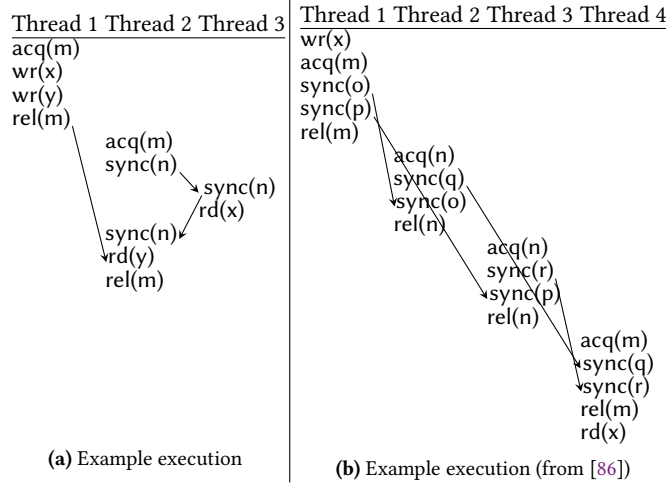 Thread 1 Thread 2 Thread 3
acq(m)
wr(x)
wr(y)
rel(m)
acq(m)
sync(n)
sync(n)
rd(x)
sync(n)
rd(y)
rel(m)
(a) Example execution
Thread 1 Thread 2 Thread 3 Thread 4
wr(x)
acq(m)
sync(o)
sync(p)
rel(m)
acq(n)
sync(q)
sync(o)
rel(n)
acq(n)
sync(r)
sync(p)
rel(n)
acq(m)
sync(q)
sync(r)
rel(m)
rd(x)
(b) Example execution (from [86])